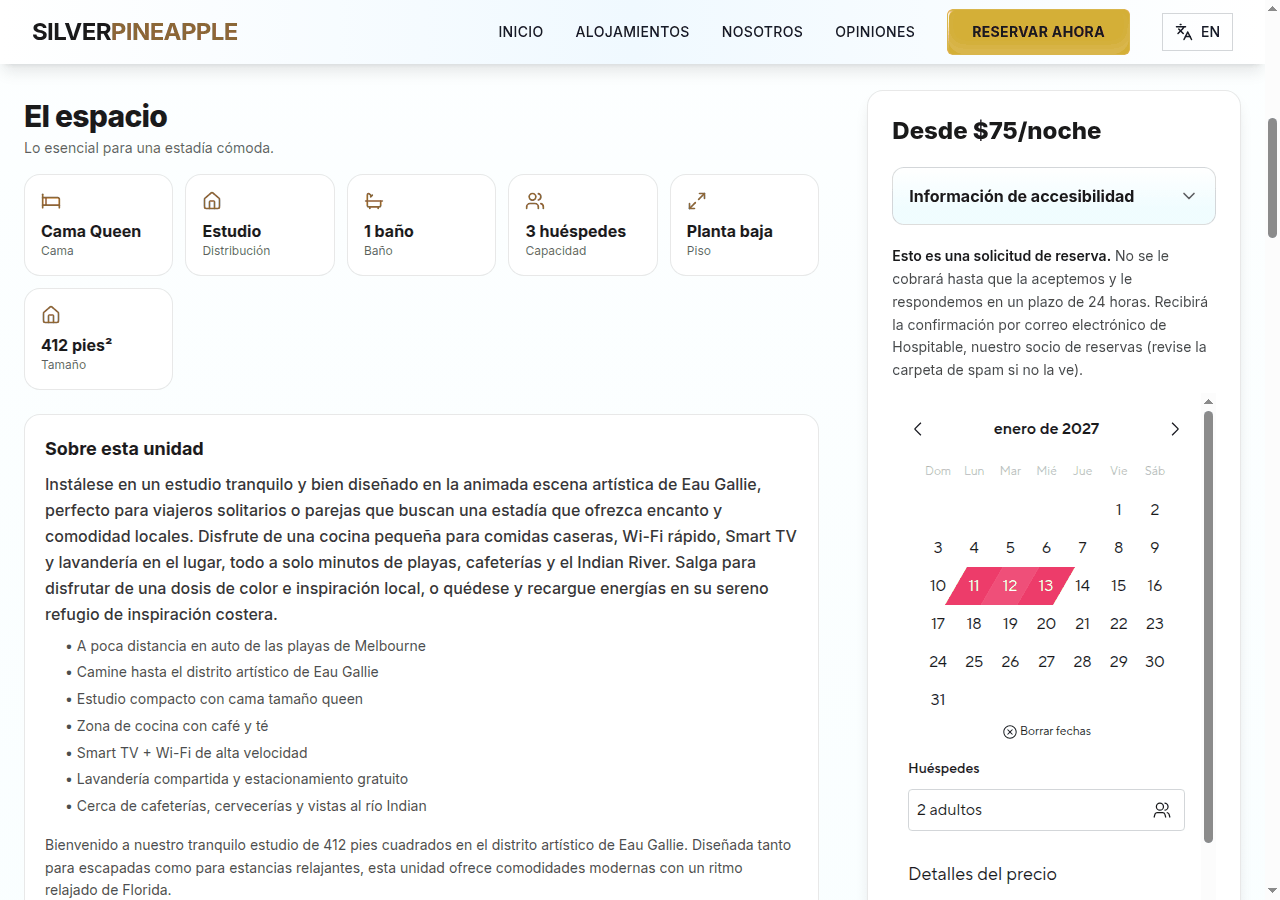 SILVERPINEAPPLE
INICIO
ALOJAMIENTOS
NOSOTROS
OPINIONES
RESERVAR AHORA
EN
El espacio
Lo esencial para una estadía cómoda.
Cama Queen
Cama
Estudio
Distribución
1 baño
Baño
3 huéspedes
Capacidad
Planta baja
Piso
412 pies²
Tamaño
Sobre esta unidad
Instálese en un estudio tranquilo y bien diseñado en la animada escena artística de Eau Gallie,
perfecto para viajeros solitarios o parejas que buscan una estadía que ofrezca encanto y
comodidad locales. Disfrute de una cocina pequeña para comidas caseras, Wi-Fi rápido, Smart TV
y lavandería en el lugar, todo a solo minutos de playas, cafeterías y el Indian River. Salga para
disfrutar de una dosis de color e inspiración local, o quédese y recargue energías en su sereno
refugio de inspiración costera.
• A poca distancia en auto de las playas de Melbourne
• Camine hasta el distrito artístico de Eau Gallie
• Estudio compacto con cama tamaño queen
• Zona de cocina con café y té
• Smart TV + Wi-Fi de alta velocidad
• Lavandería compartida y estacionamiento gratuito
• Cerca de cafeterías, cervecerías y vistas al río Indian
Bienvenido a nuestro tranquilo estudio de 412 pies cuadrados en el distrito artístico de Eau Gallie. Diseñada tanto
para escapadas como para estancias relajantes, esta unidad ofrece comodidades modernas con un ritmo
relajado de Florida.
Desde $75/noche
Información de accesibilidad
Esto es una solicitud de reserva. No se le
cobrará hasta que la aceptemos y le
respondemos en un plazo de 24 horas. Recibirá
la confirmación por correo electrónico de
Hospitable, nuestro socio de reservas (revise la
carpeta de spam si no la ve).
enero de 2027
Dom Lun Mar Mié Jue Vie Sáb
1 2
3 4 5 6 7 8 9
10 11 12 13 14 15 16
17 18 19 20 21 22 23
24 25 26 27 28 29 30
31
Borrar fechas
Huéspedes
2 adultos
Detalles del precio